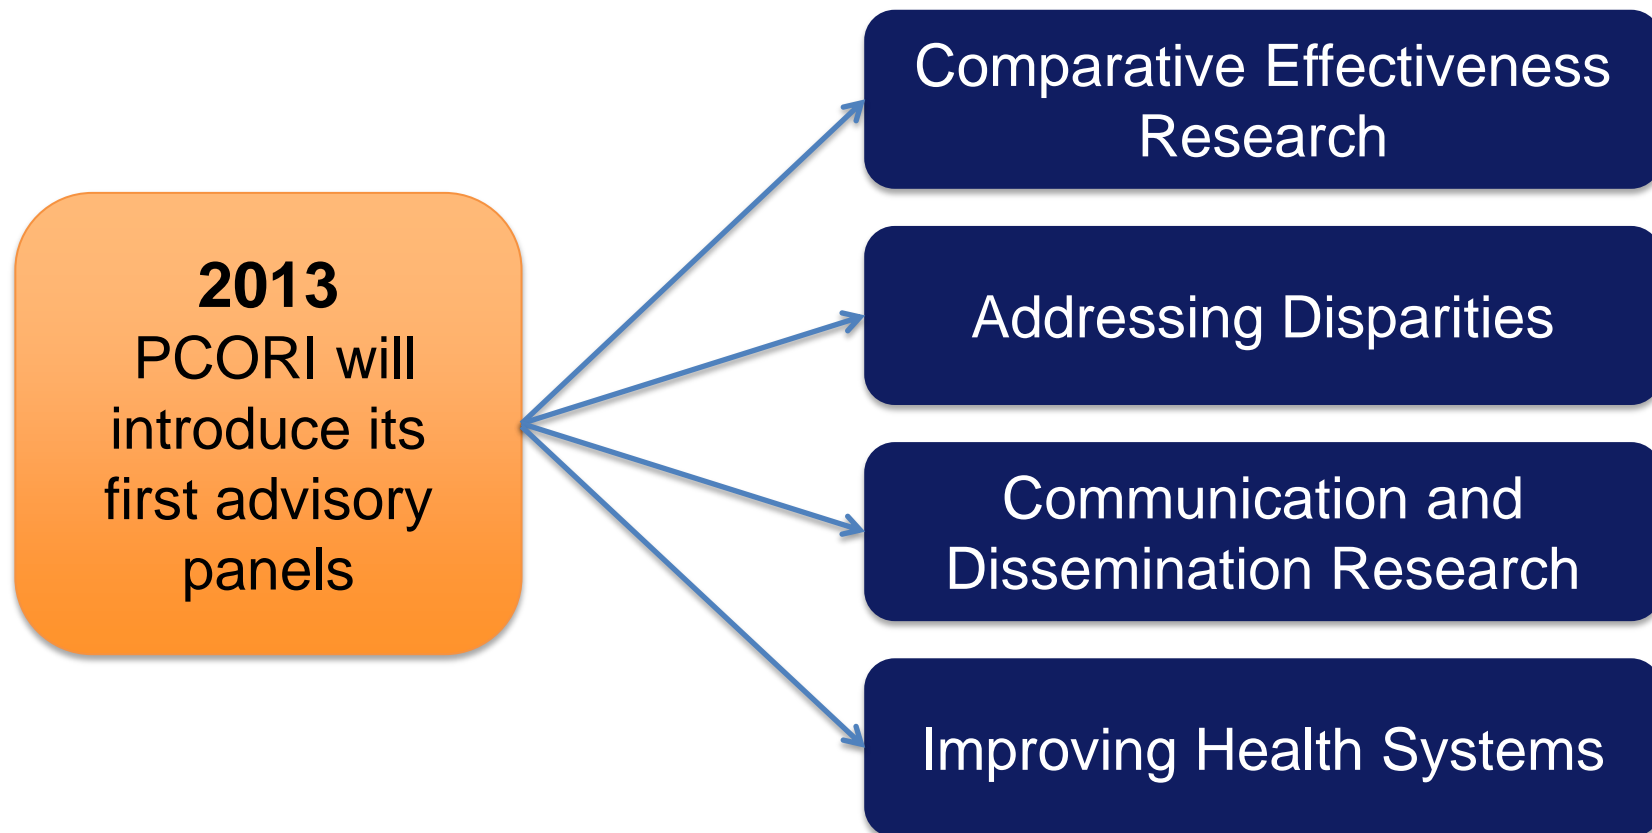 2013
PCORI will
introduce its
first advisory
panels
Comparative Effectiveness
Research
Addressing Disparities
Communication and
Dissemination Research
Improving Health Systems